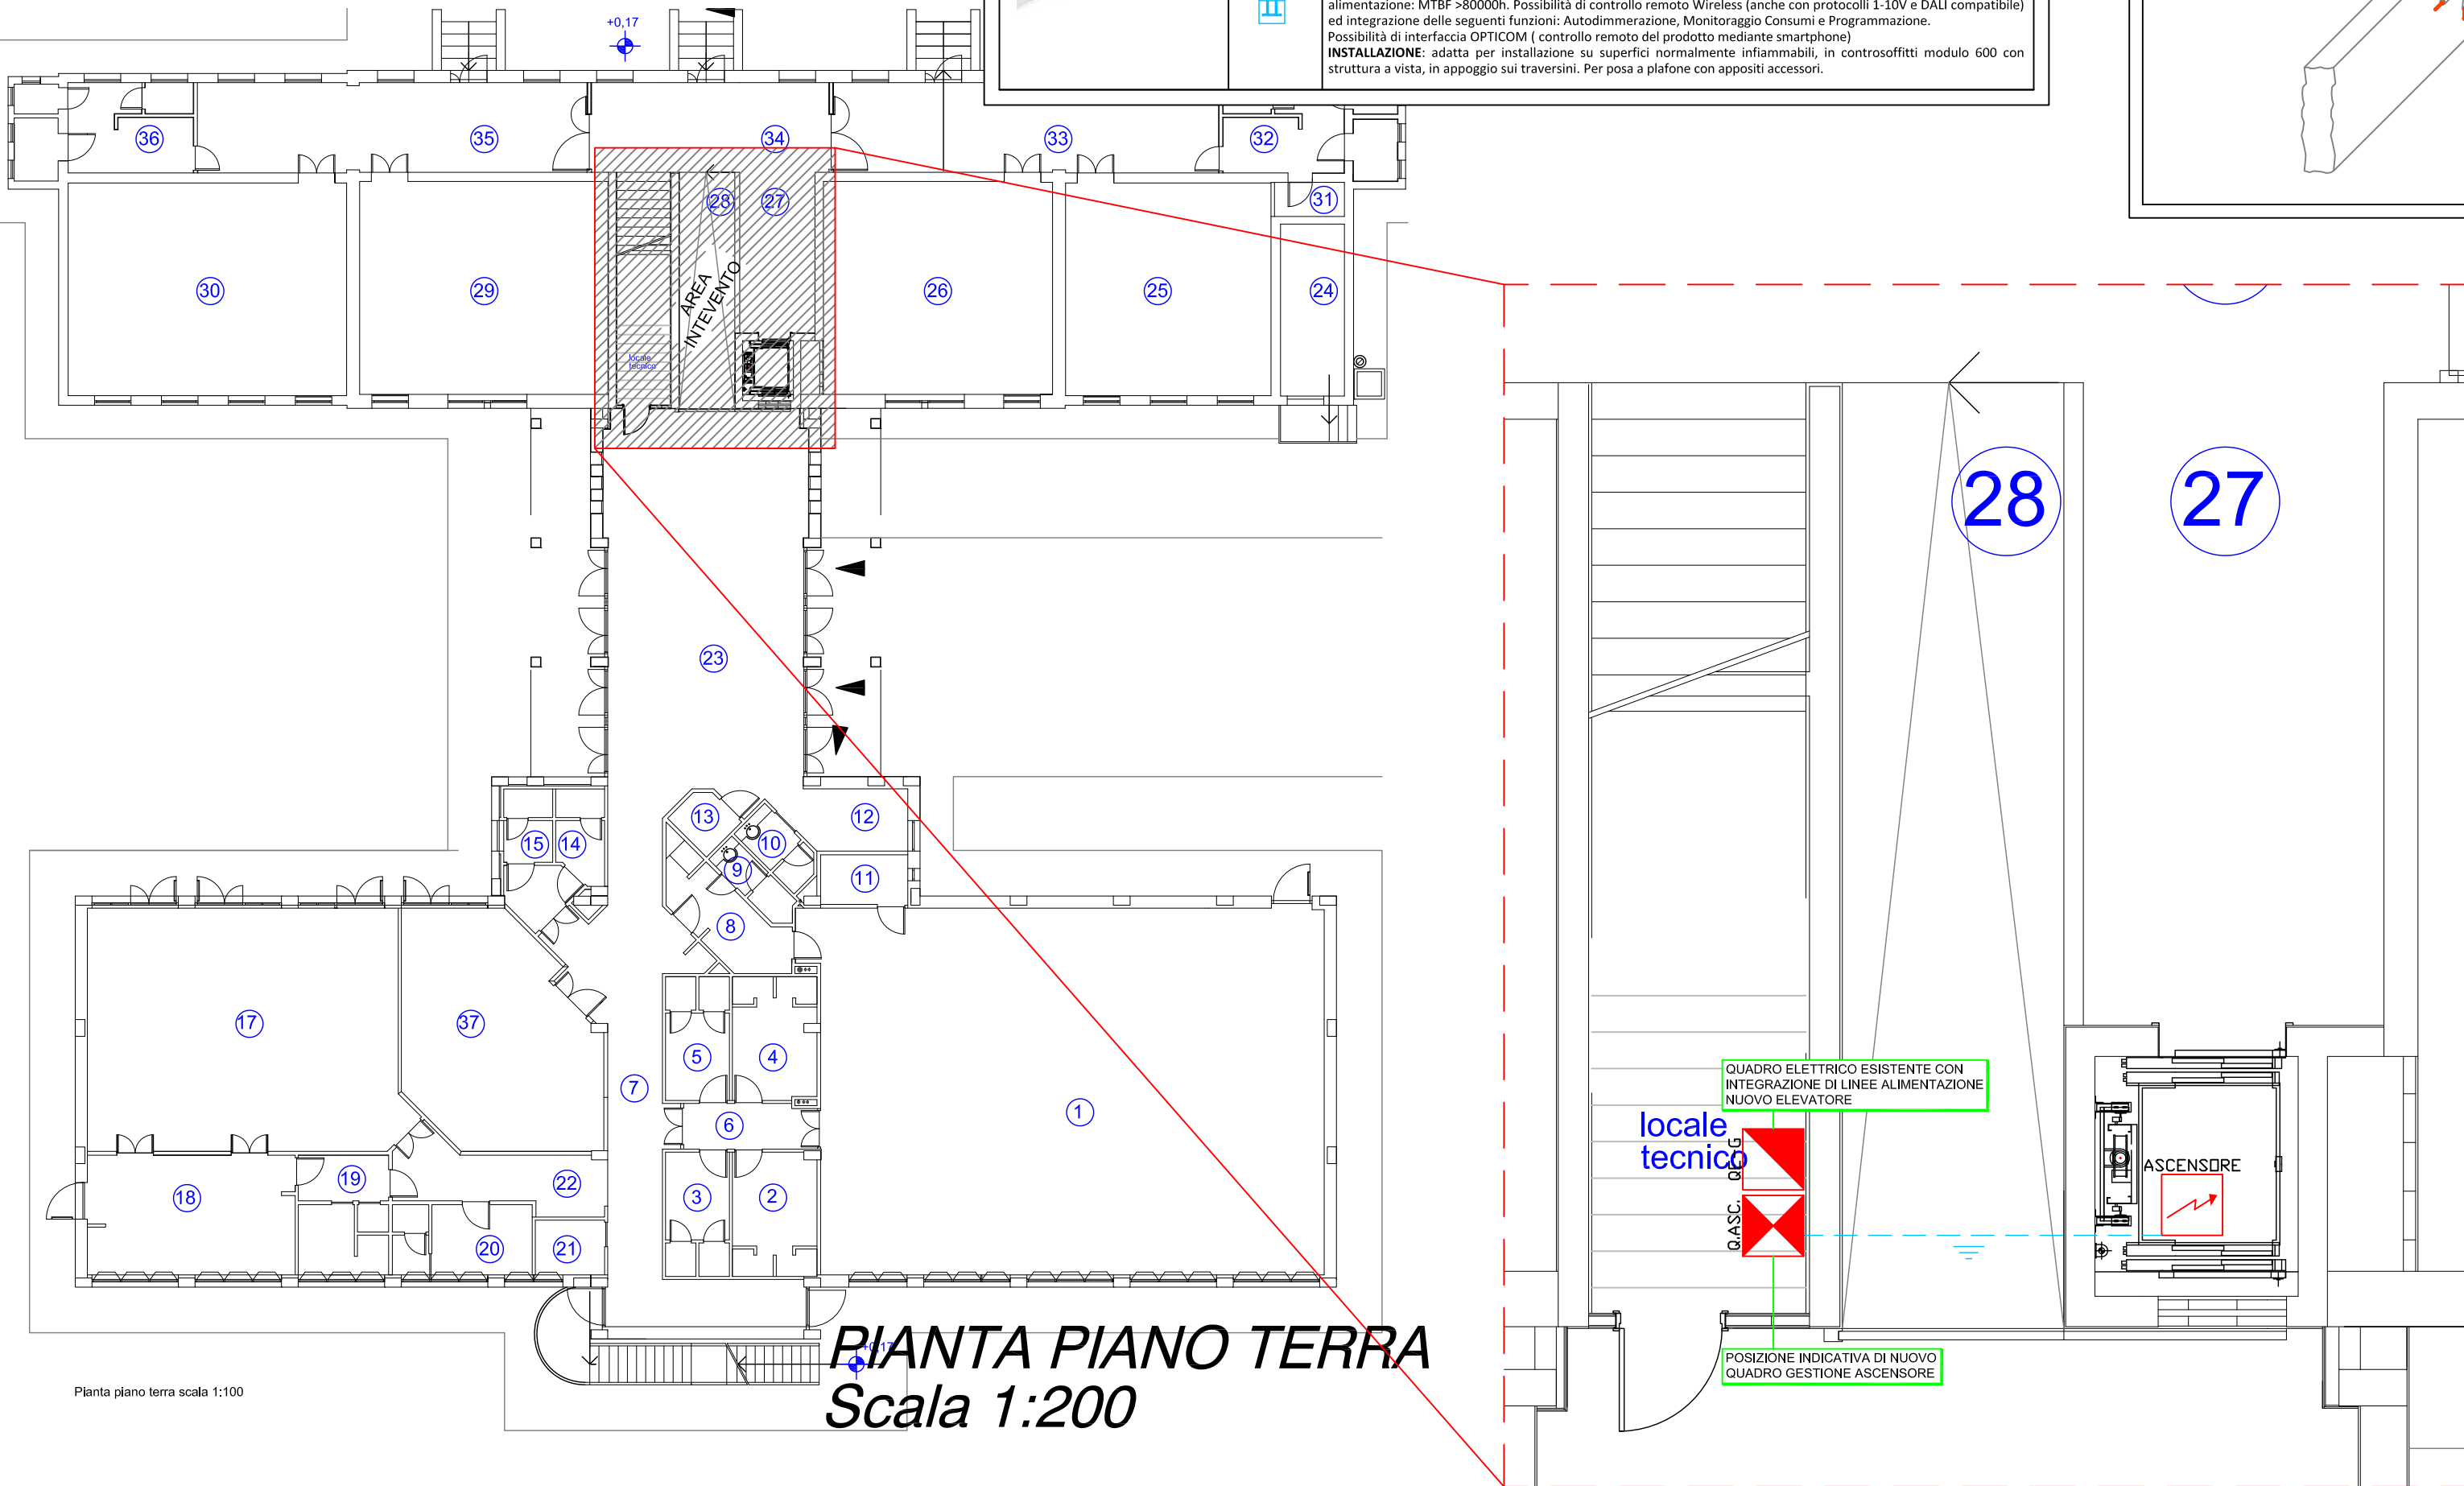 alimentazione: MTBF >80000h. Possibilità di controllo remoto Wireless (anche con protocolli 1-10V e DALI compatibile)
ed integrazione delle seguenti funzioni: Autodimmerazione, Monitoraggio Consumi e Programmazione.
Possibilità di interfaccia OPTICOM ( controllo remoto del prodotto mediante smartphone)
INSTALLAZIONE: adatta per installazione su superfici normalmente infiammabili, in controsoffitti modulo 600 con
struttura a vista, in appoggio sui traversini. Per posa a plafone con appositi accessori.
+0,17
36
35
34
33
32
31
28
27
30
29
26
25
24
AREA
INTEVENTO
locale
tecnico
23
13
12
15
14
10
9
11
8
17
37
5
4
7
6
1
19
22
18
3
2
20
21
+0,17
PIANTA PIANO TERRA
Scala 1:200
Pianta piano terra scala 1:100
28
27
QUADRO ELETTRICO ESISTENTE CON
INTEGRAZIONE DI LINEE ALIMENTAZIONE
NUOVO ELEVATORE
locale
tecnico
QE-G
Q.ASC.
ASCENSORE
POSIZIONE INDICATIVA DI NUOVO
QUADRO GESTIONE ASCENSORE